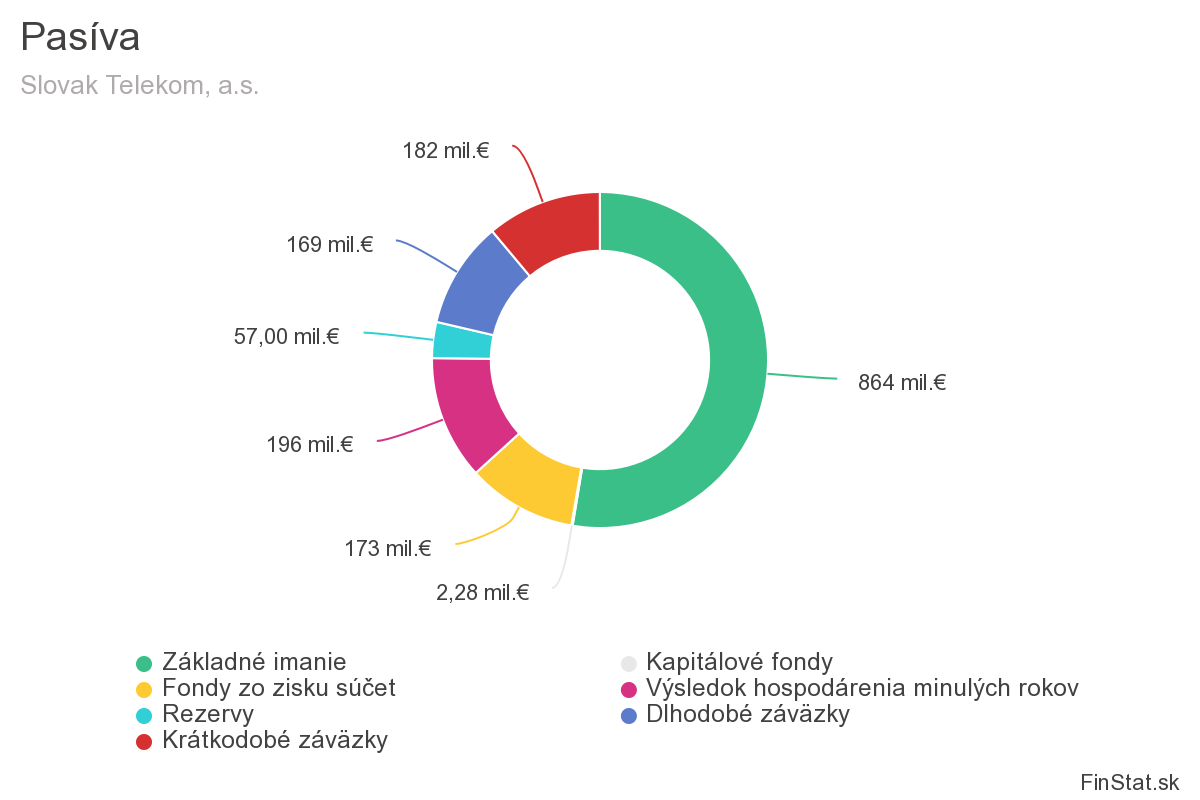 Pasíva
Slovak Telekom, a.s.
182 mil.€
169 mil.€
57,00 mil.€
864 mil.€
196 mil.€
173 mil.€
2,28 mil.€
Základné imanie
Kapitálové fondy
Fondy zo zisku súčet
Výsledok hospodárenia minulých rokov
Rezervy
Dlhodobé záväzky
Krátkodobé záväzky
FinStat.sk